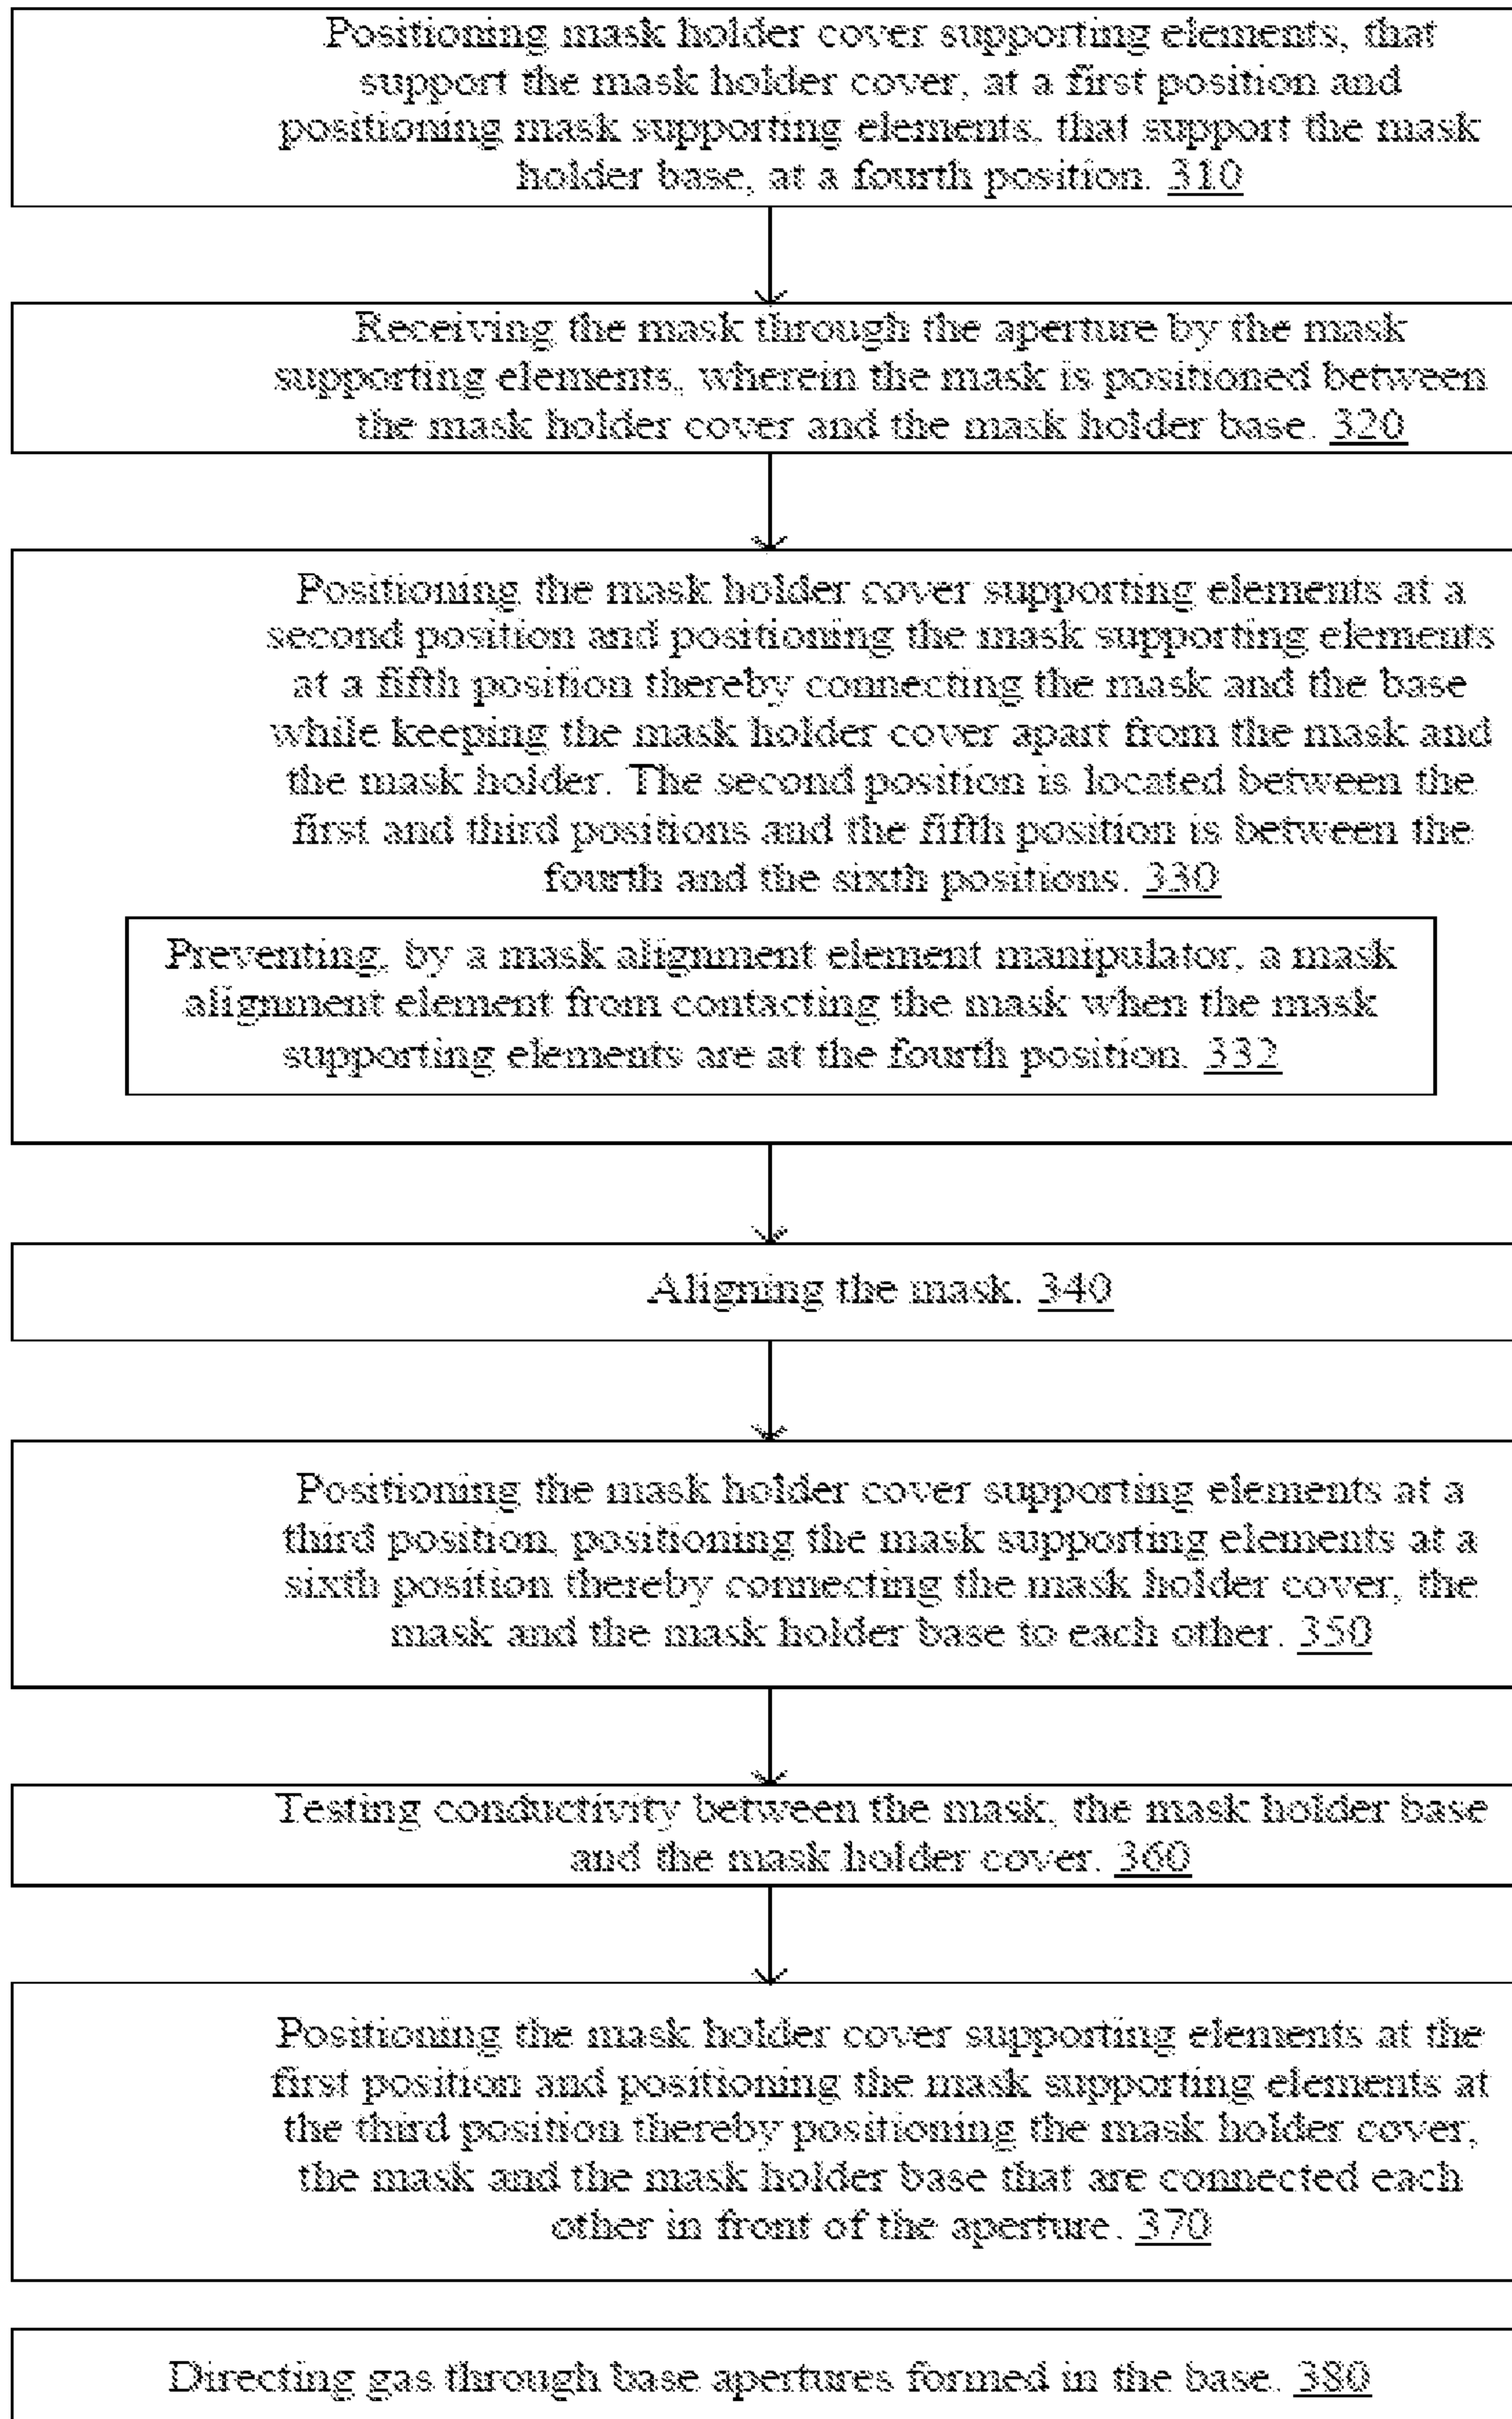 Positioning mask holder cover supporting elements, that
support the mask holder cover, at a first position and
positioning mask supporting elements, that support the mask
holder base, at a fourth position. 310
Receiving the mask through the aperture by the mask
supporting elements, wherein the mask is positioned between
the mask holder cover and the mask holder base. 320
Positioning the mask holder cover supporting elements at a
second position and positioning the mask supporting elements
at a fifth position thereby connecting the mask and the base
while keeping the mask holder cover apart from the mask and
the mask holder. The second position is located between the
first and third positions and the fifth position is between the
fourth and the sixth positions. 330
Preventing, by a mask alignment element manipulator, a mask
alignment element from contacting the mask when the mask
supporting elements are at the fourth position. 332
Aligning the mask. 340
Positioning the mask holder cover supporting elements at a
third position, positioning the mask supporting elements at a
sixth position thereby connecting the mask holder cover, the
mask and the mask holder base to each other. 350
Testing conductivity between the mask, the mask holder base
and the mask holder cover. 360
Positioning the mask holder cover supporting elements at the
first position and positioning the mask supporting elements at
the third position thereby positioning the mask holder cover,
the mask and the mask holder base that are connected each
other in front of the aperture. 370
Directing gas through base apertures formed in the base. 380